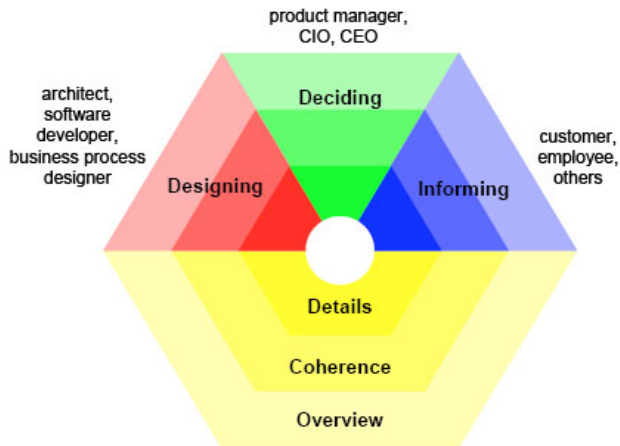 product manager,
CIO, CEO
Deciding
architect,
software
developer,
business process
designer
Designing
Informing
customer,
employee,
others
Details
Coherence
Overview